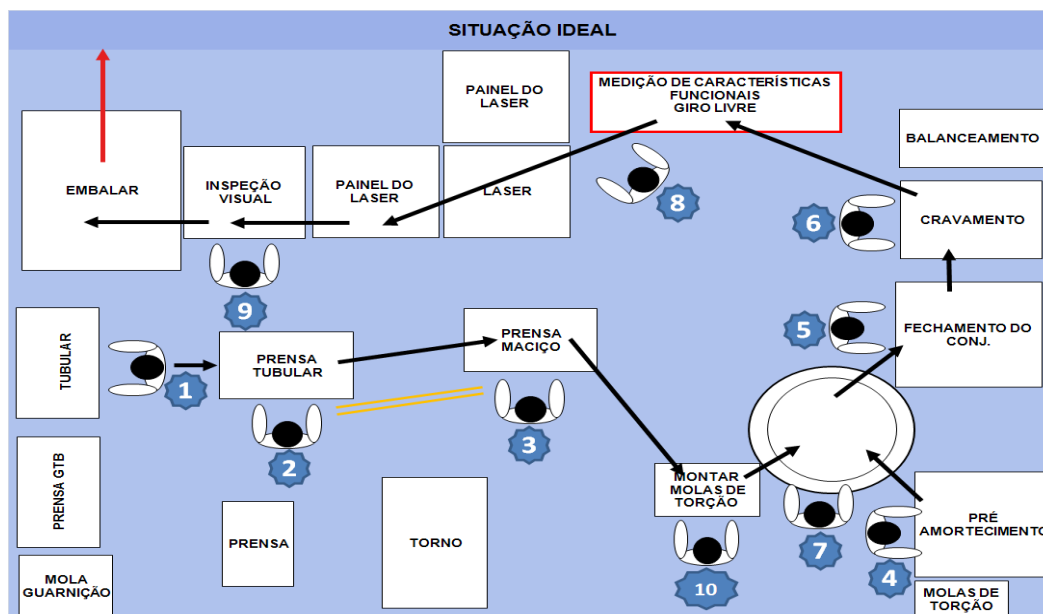 SITUAÇÃO IDEAL
PAINEL DO
LASER
MEDIÇÃO DE CARACTERÍSTICAS
FUNCIONAIS
GIRO LIVRE
BALANCEAMENTO
EMBALAR
INSPEÇÃO
VISUAL
PAINEL DO
LASER
LASER
8
6
CRAVAMENTO
9
5
FECHAMENTO DO
CONJ.
TUBULAR
1
PRENSA
TUBULAR
PRENSA
MACIÇO
2
3
PRENSA GTB
PRENSA
TORNO
MONTAR
MOLAS DE
TORÇÃO
7
4
PRÉ
AMORTECIMENTO
10
MOLA
GUARNIÇÃO
MOLAS DE
TORÇÃO